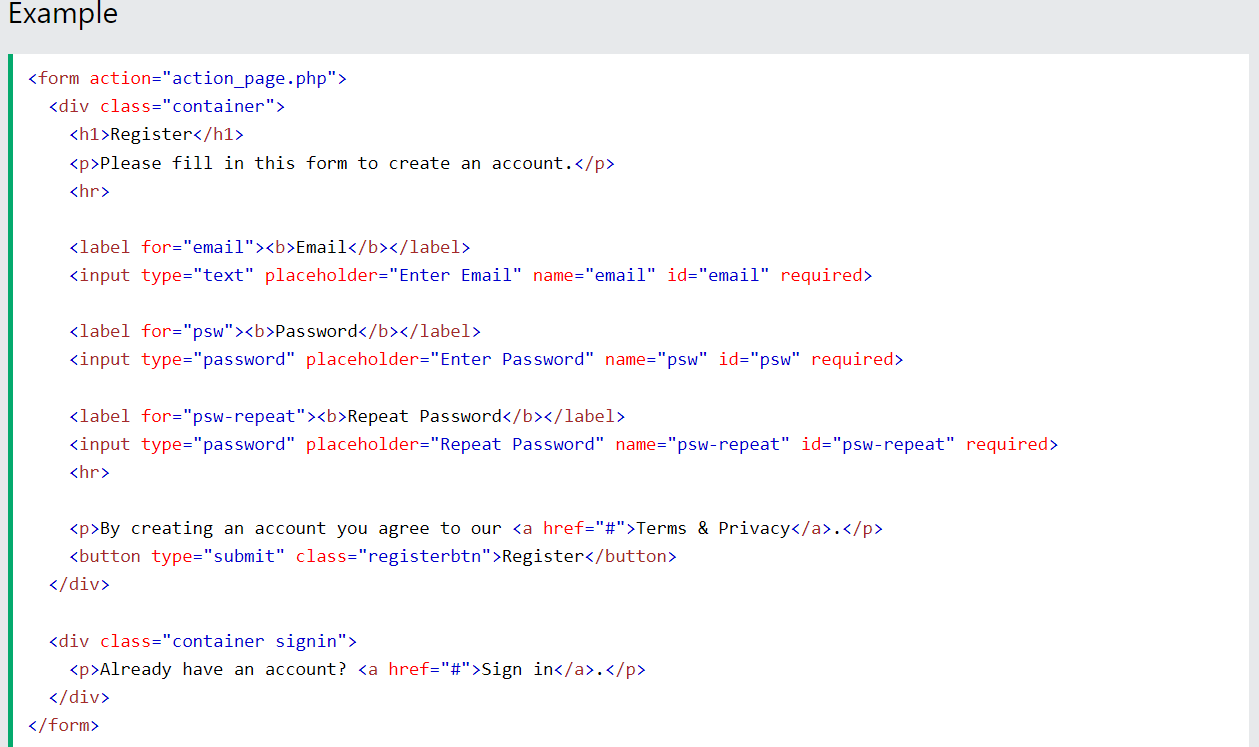 Example
<form action="action_page.php">
  <div class="container">
    <h1>Register</h1>
    <p>Please fill in this form to create an account.</p>
    <hr>

    <label for="email"><b>Email</b></label>
    <input type="text" placeholder="Enter Email" name="email" id="email" required>

    <label for="psw"><b>Password</b></label>
    <input type="password" placeholder="Enter Password" name="psw" id="psw" required>

    <label for="psw-repeat"><b>Repeat Password</b></label>
    <input type="password" placeholder="Repeat Password" name="psw-repeat" id="psw-repeat" required>
    <hr>

    <p>By creating an account you agree to our <a href="#">Terms & Privacy</a>.</p>
    <button type="submit" class="registerbtn">Register</button>
  </div>

  <div class="container signin">
    <p>Already have an account? <a href="#">Sign in</a>.</p>
  </div>
</form>